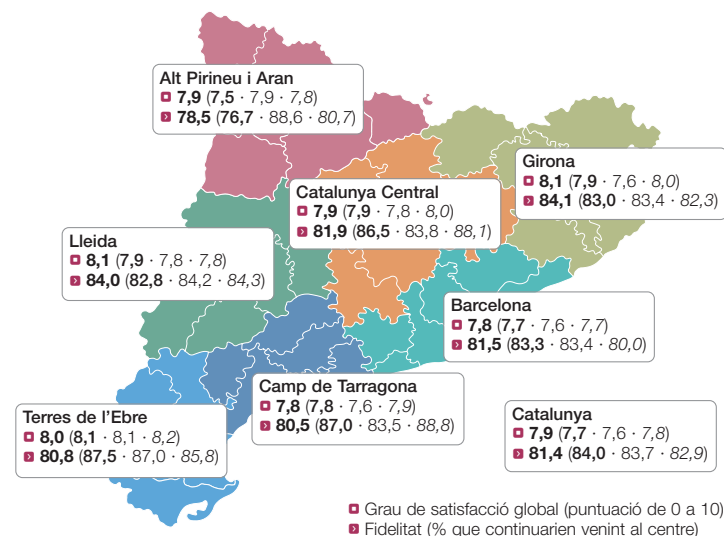 Alt Pirineu i Aran
7,9 (7,5 · 7,9 · 7,8)
78,5 (76,7 · 88,6 · 80,7)
Girona
8,1 (7,9 · 7,6 · 8,0)
84,1 (83,0 · 83,4 · 82,3)
Catalunya Central
7,9 (7,9 · 7,8 · 8,0)
81,9 (86,5 · 83,8 · 88,1)
Lleida
8,1 (7,9 · 7,8 · 7,8)
84,0 (82,8 · 84,2 · 84,3)
Barcelona
7,8 (7,7 · 7,6 · 7,7)
81,5 (83,3 · 83,4 · 80,0)
Camp de Tarragona
7,8 (7,8 · 7,6 · 7,9)
80,5 (87,0 · 83,5 · 88,8)
Terres de l’Ebre
8,0 (8,1 · 8,1 · 8,2)
80,8 (87,5 · 87,0 · 85,8)
Catalunya
7,9 (7,7 · 7,6 · 7,8)
81,4 (84,0 · 83,7 · 82,9)
Grau de satisfacció global (puntuació de 0 a 10)
Fidelitat (% que continuarien venint al centre)